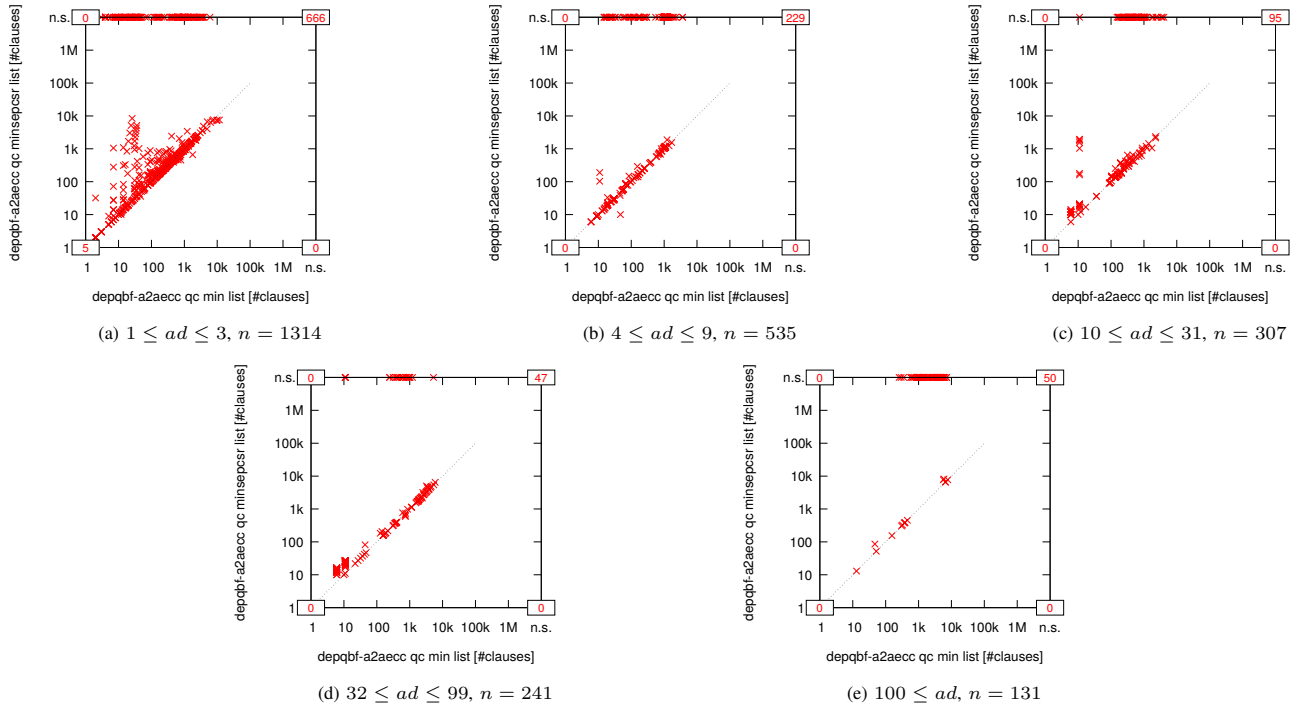 depqbf-a2aecc qc minsepcsr list [#clauses]
n.s.
1M
100k
10k
1k
100
10
1
0
666
5
0
1 10 100 1k 10k 100k 1M n.s.
depqbf-a2aecc qc min list [#clauses]
(a) 1 ≤ ad ≤ 3, n = 1314
depqbf-a2aecc qc minsepcsr list [#clauses]
n.s.
1M
100k
10k
1k
100
10
1
0
229
0
0
1 10 100 1k 10k 100k 1M n.s.
depqbf-a2aecc qc min list [#clauses]
(b) 4 ≤ ad ≤ 9, n = 535
depqbf-a2aecc qc minsepcsr list [#clauses]
n.s.
1M
100k
10k
1k
100
10
1
0
95
0
0
1 10 100 1k 10k 100k 1M n.s.
depqbf-a2aecc qc min list [#clauses]
(c) 10 ≤ ad ≤ 31, n = 307
depqbf-a2aecc qc minsepcsr list [#clauses]
n.s.
1M
100k
10k
1k
100
10
1
0
47
0
0
1 10 100 1k 10k 100k 1M n.s.
depqbf-a2aecc qc min list [#clauses]
(d) 32 ≤ ad ≤ 99, n = 241
depqbf-a2aecc qc minsepcsr list [#clauses]
n.s.
1M
100k
10k
1k
100
10
1
0
50
0
0
1 10 100 1k 10k 100k 1M n.s.
depqbf-a2aecc qc min list [#clauses]
(e) 100 ≤ ad, n = 131